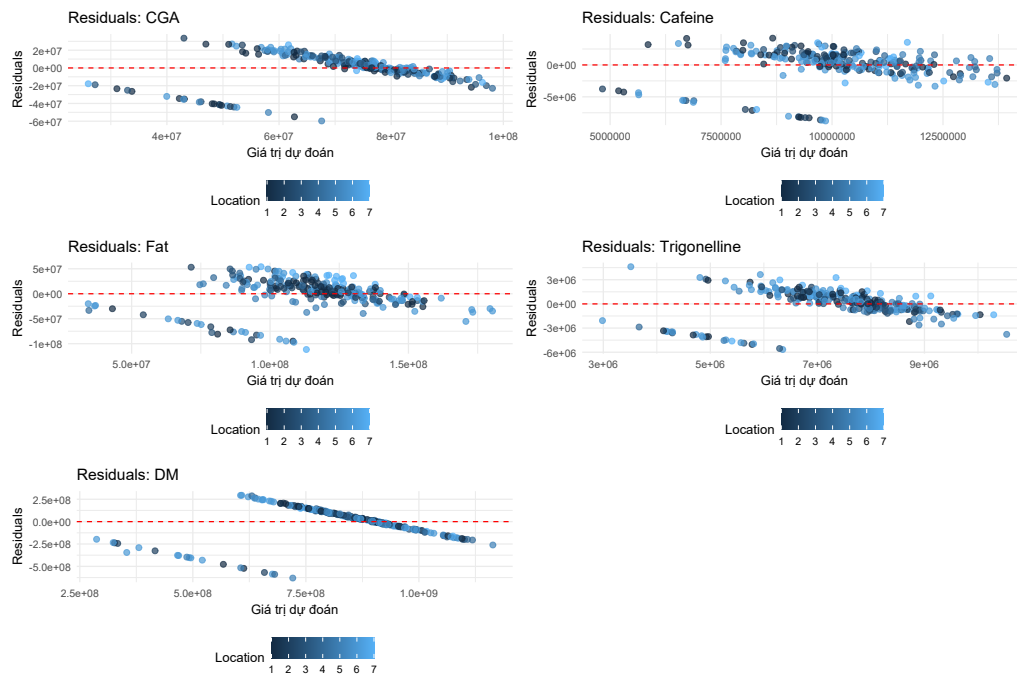 Residuals: CGA
Residuals
2e+07
0e+00
-2e+07
-4e+07
-6e+07
4e+07 6e+07 8e+07 1e+08
Giá trị dự đoán
Location
1 2 3 4 5 6 7
Residuals: Cafeine
Residuals
0e+00
-5e+06
5000000 7500000 10000000 12500000
Giá trị dự đoán
Location
1 2 3 4 5 6 7
Residuals: Fat
Residuals
5e+07
0e+00
-5e+07
-1e+08
5.0e+07 1.0e+08 1.5e+08
Giá trị dự đoán
Location
1 2 3 4 5 6 7
Residuals: Trigonelline
Residuals
3e+06
0e+00
-3e+06
-6e+06
3e+06 5e+06 7e+06 9e+06
Giá trị dự đoán
Location
1 2 3 4 5 6 7
Residuals: DM
Residuals
2.5e+08
0.0e+00
-2.5e+08
-5.0e+08
2.5e+08 5.0e+08 7.5e+08 1.0e+09
Giá trị dự đoán
Location
1 2 3 4 5 6 7